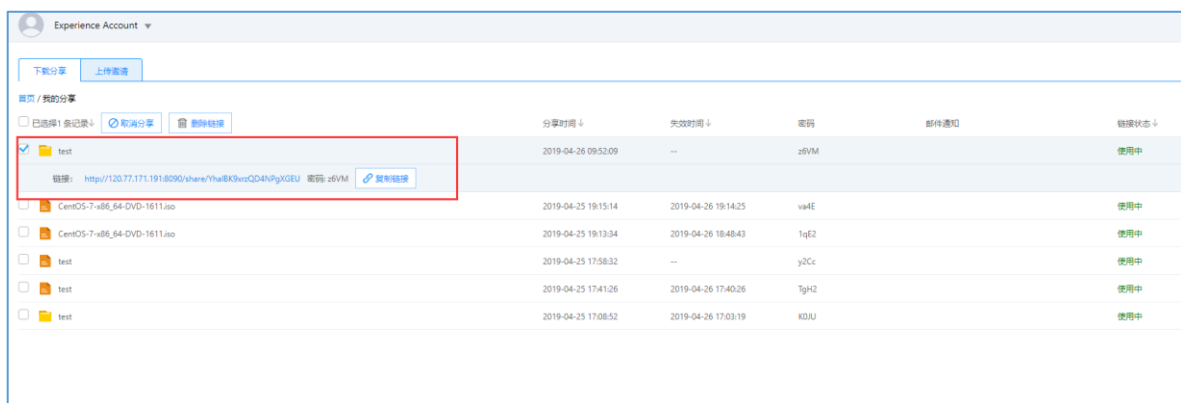 Experience Account
下载分享 上传邀请
首页 / 我的分享
已选择1 条记录↓ 取消分享 删除链接 分享时间↓ 失效时间↓ 密码 邮件通知 链接状态↓
test 2019-04-26 09:52:09 --- z6VM 使用中
链接: http://120.77.171.191:8090/share/YhaIBK9xrzQD4NPgXGEU 密码: z6VM 复制链接
CentOS-7-x86_64-DVD-1611.iso 2019-04-25 19:15:14 2019-04-26 19:14:25 va4E 使用中
CentOS-7-x86_64-DVD-1611.iso 2019-04-25 19:13:34 2019-04-26 18:48:43 1qE2 使用中
test 2019-04-25 17:58:32 --- y2Cc 使用中
test 2019-04-25 17:41:26 2019-04-26 17:40:26 TgH2 使用中
test 2019-04-25 17:08:52 2019-04-26 17:03:19 K0JU 使用中